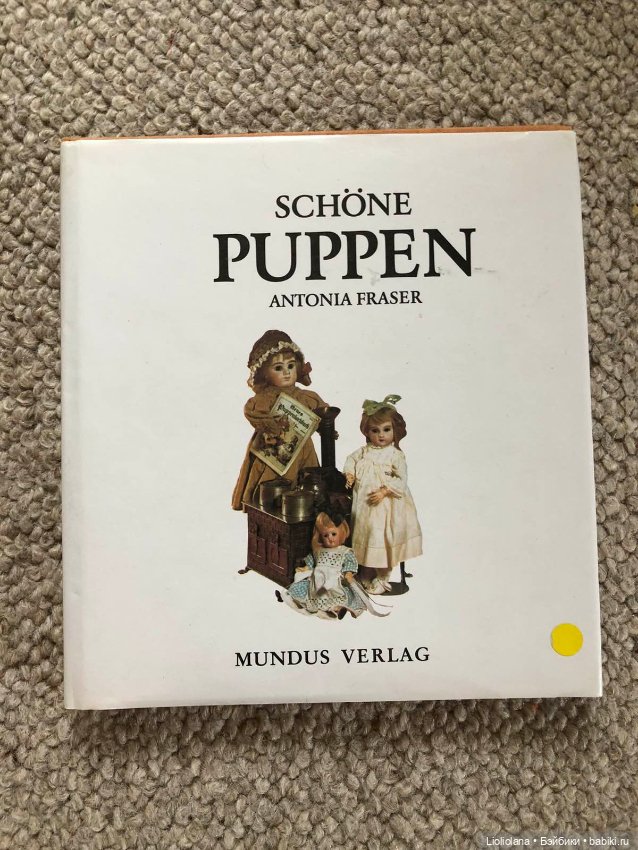 SCHÖNE
PUPPEN
ANTONIA FRASER
MUNDUS VERLAG
Lioliolana • Бэйбики • babiki.ru